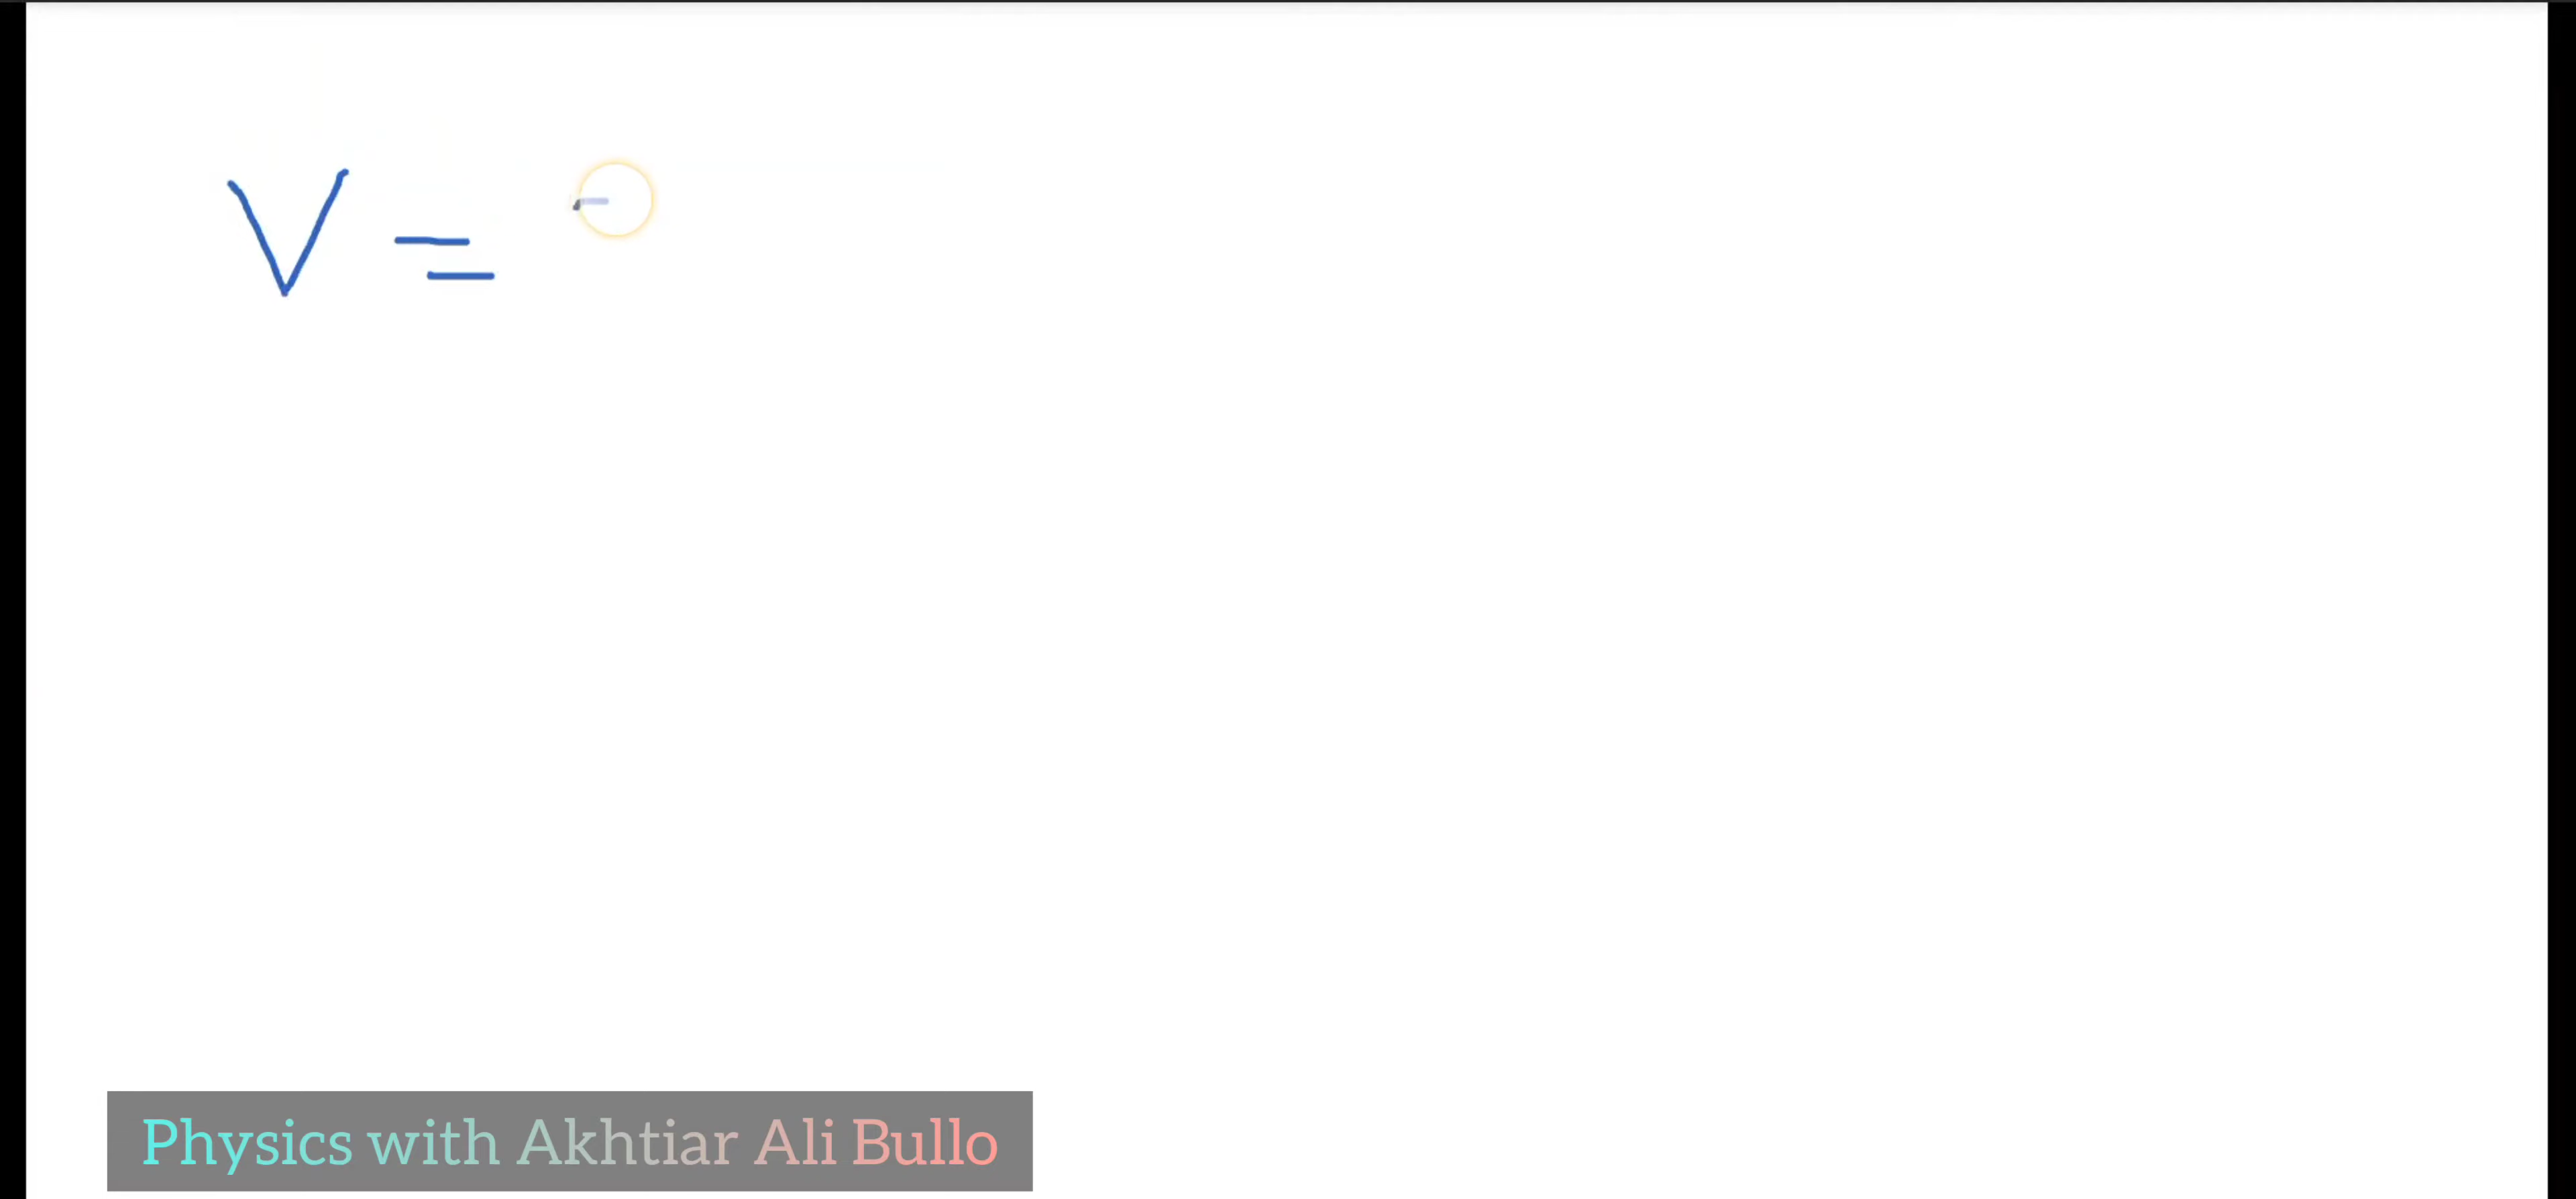 V =
Physics with Akhtiar Ali Bullo